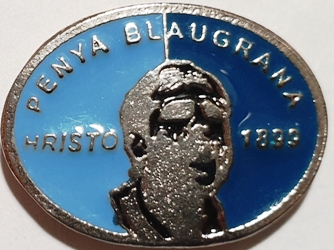 PENYA BLAUGRANA
HRISTO 1899